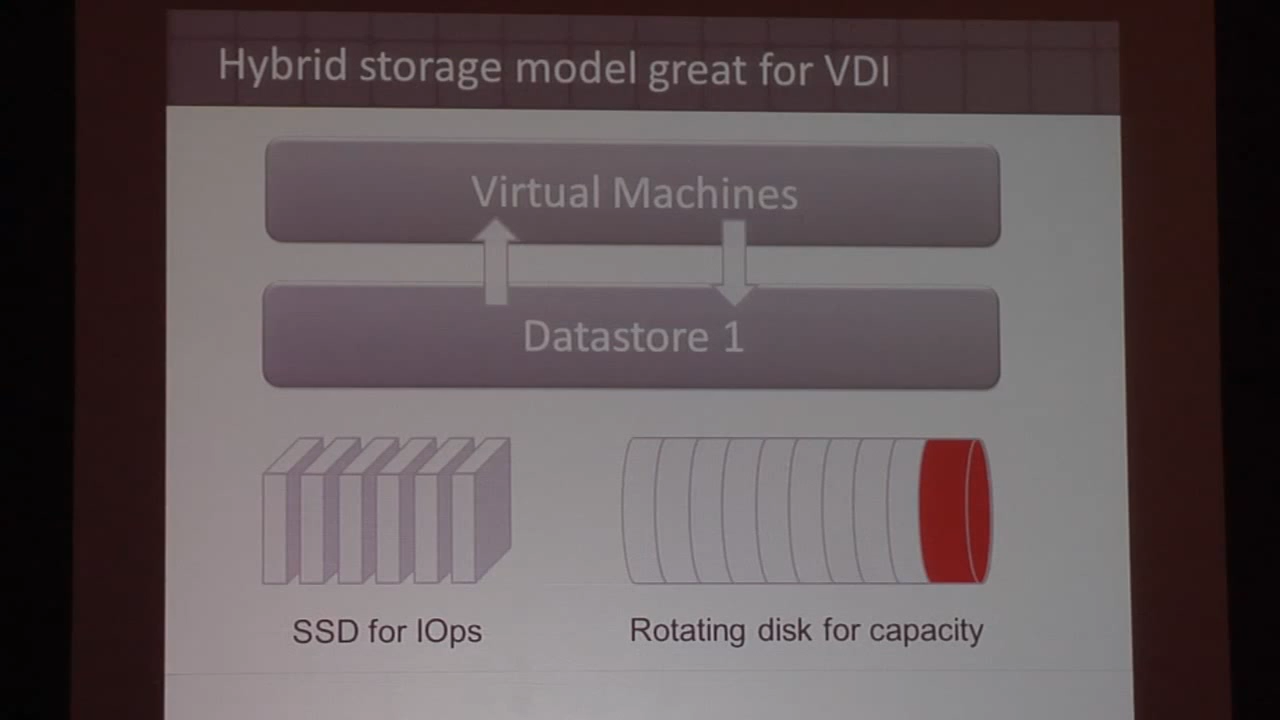 Hybrid storage model great for VDI
Virtual Machines
Datastore 1
SSD for IOps
Rotating disk for capacity